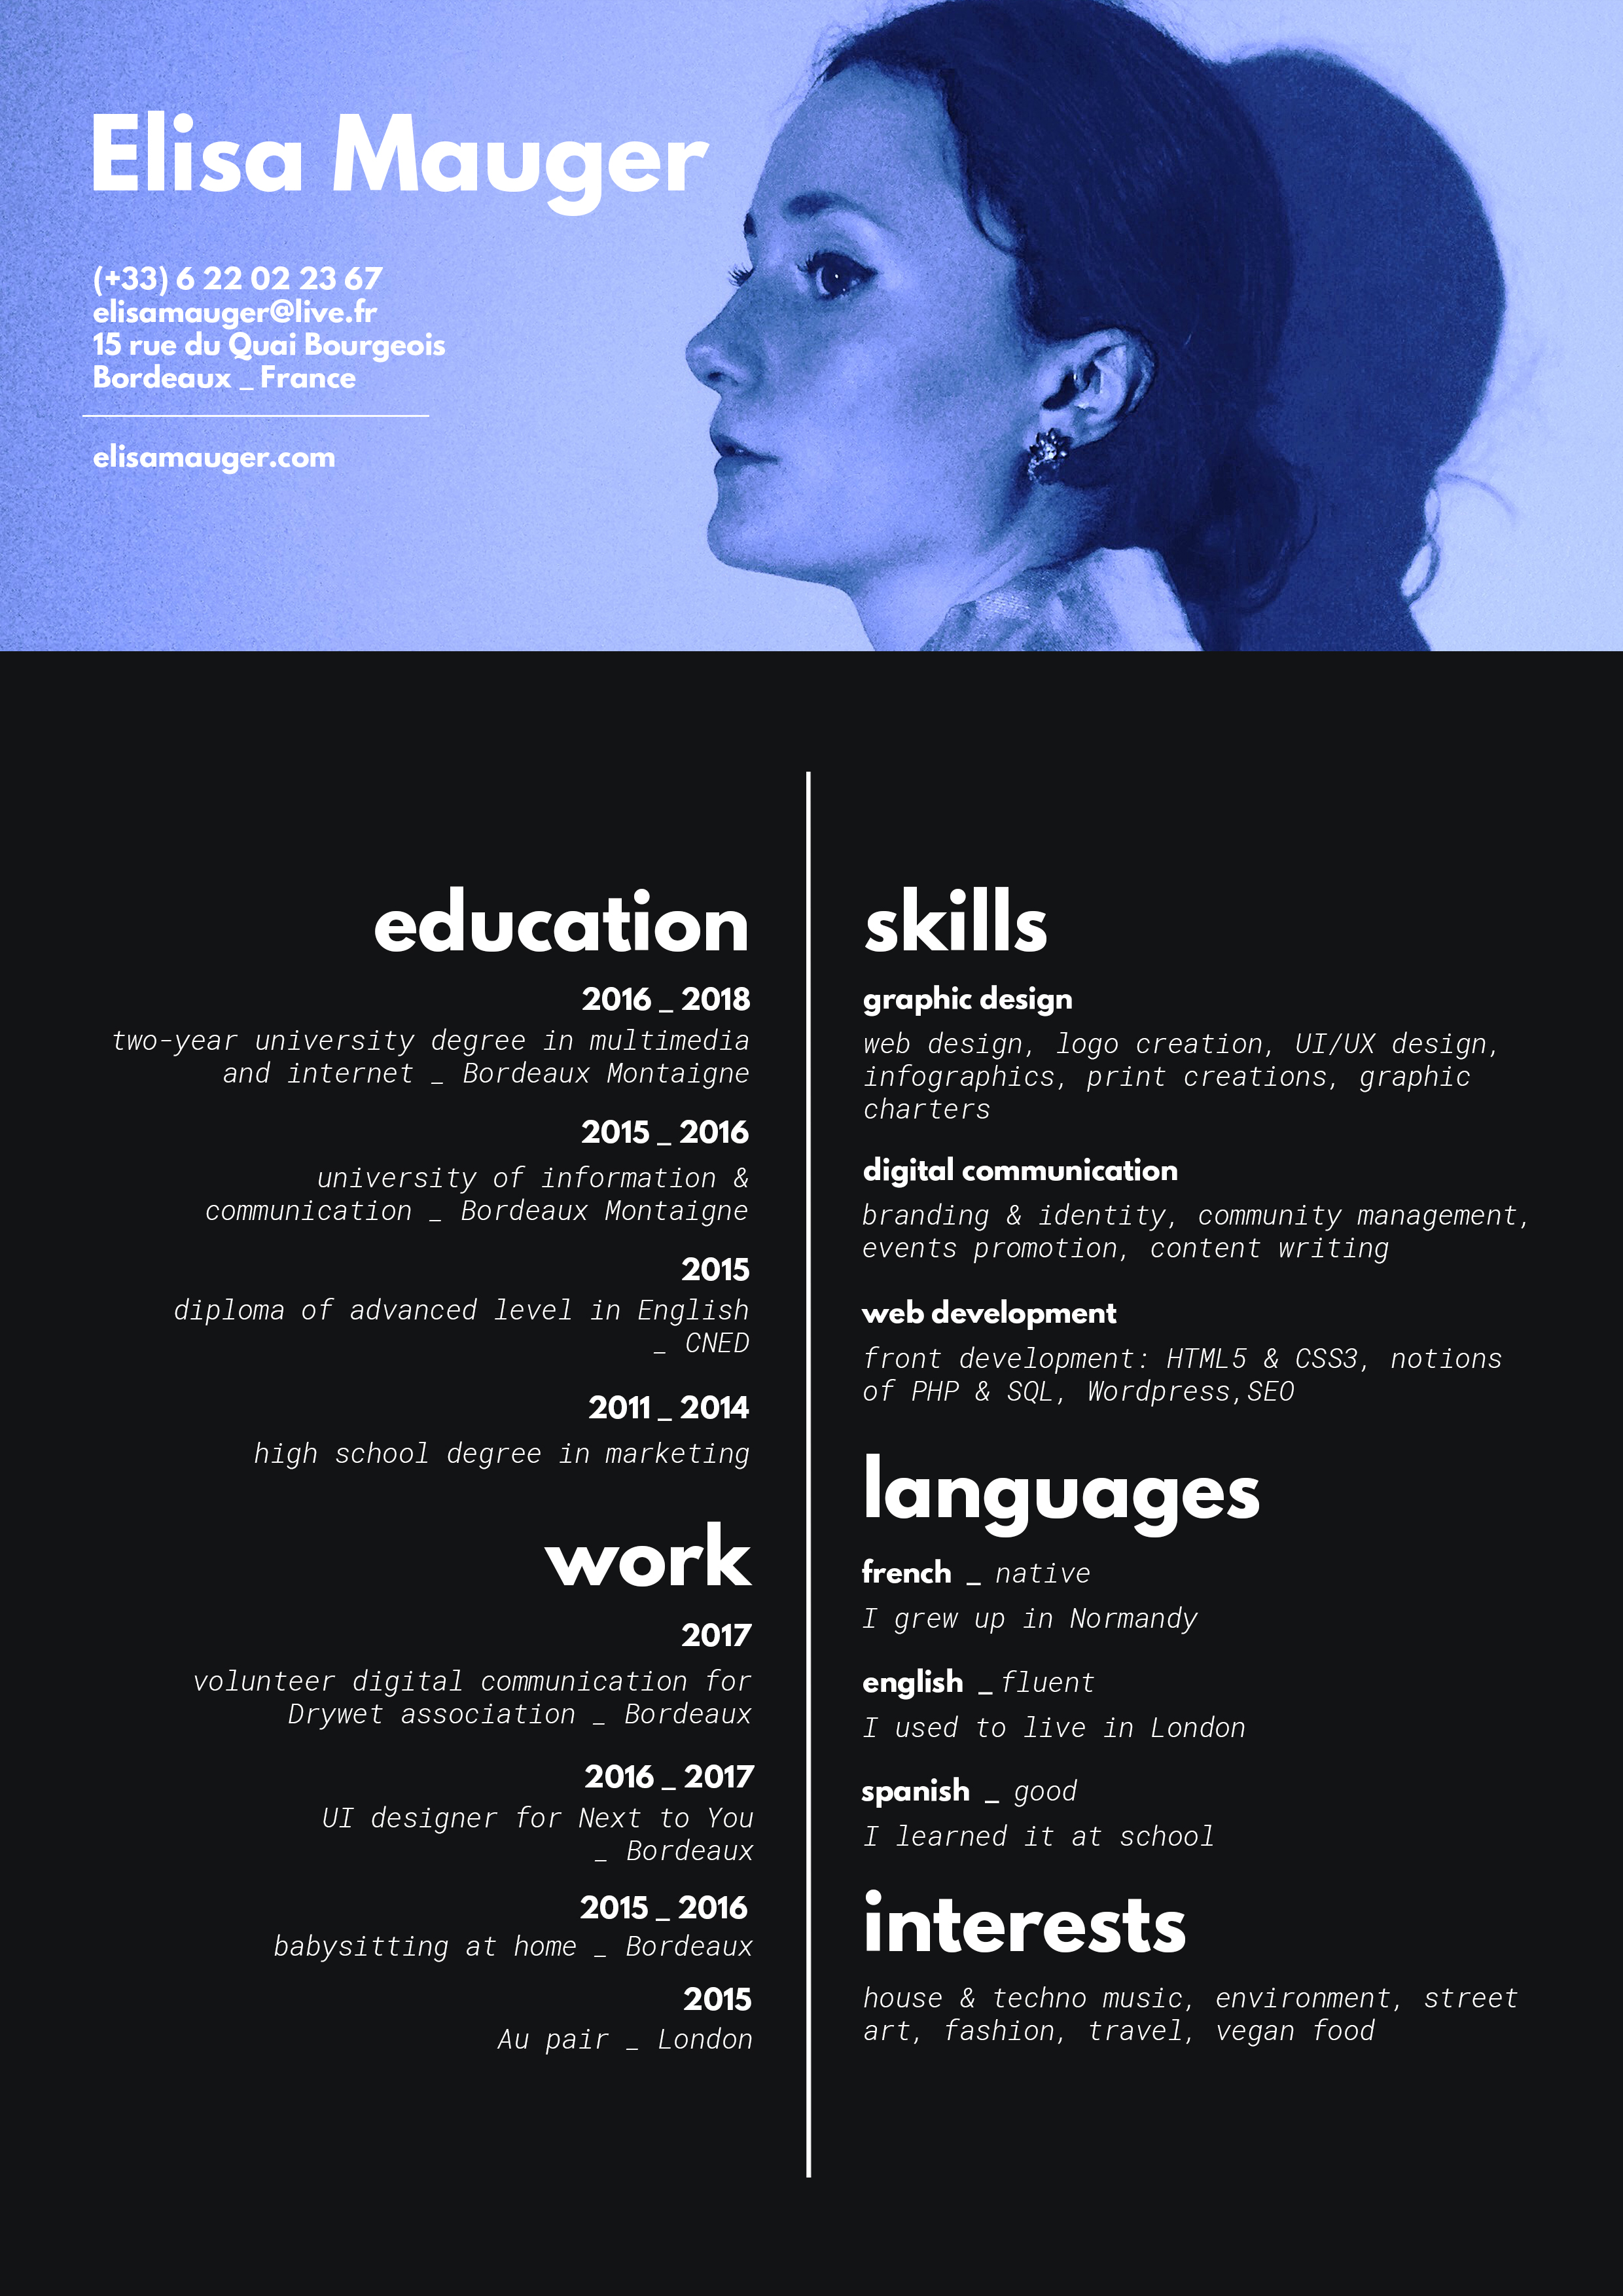 Elisa Mauger
(+33) 6 22 02 23 67
elisamauger@live.fr
15 rue du Quai Bourgeois
Bordeaux _ France
elisamauger.com
education
2016 _ 2018
two-year university degree in multimedia
and internet _ Bordeaux Montaigne
2015 _ 2016
university of information &
communication _ Bordeaux Montaigne
2015
diploma of advanced level in English
_ CNED
2011 _ 2014
high school degree in marketing
work
2017
volunteer digital communication for
Drywet association _ Bordeaux
2016 _ 2017
UI designer for Next to You
_ Bordeaux
2015 _ 2016
babysitting at home _ Bordeaux
2015
Au pair _ London
skills
graphic design
web design, logo creation, UI/UX design,
infographics, print creations, graphic
charters
digital communication
branding & identity, community management,
events promotion, content writing
web development
front development: HTML5 & CSS3, notions
of PHP & SQL, Wordpress,SEO
languages
french _ native
I grew up in Normandy
english _ fluent
I used to live in London
spanish _ good
I learned it at school
interests
house & techno music, environment, street
art, fashion, travel, vegan food